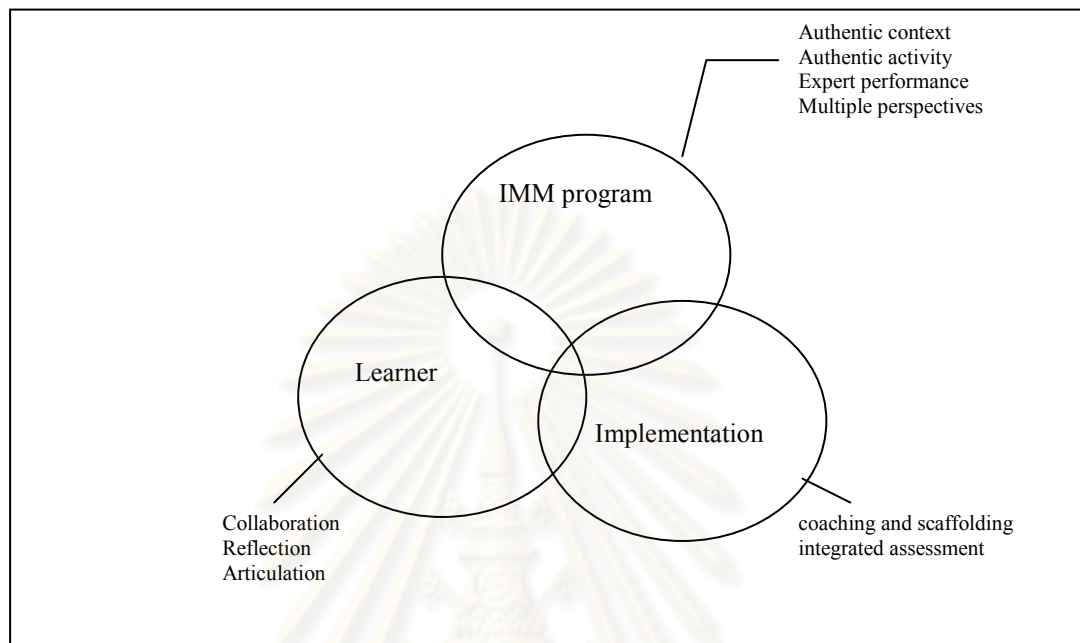 Authentic context
Authentic activity
Expert performance
Multiple perspectives
IMM program
Learner
Implementation
Collaboration
Reflection
Articulation
coaching and scaffolding
integrated assessment